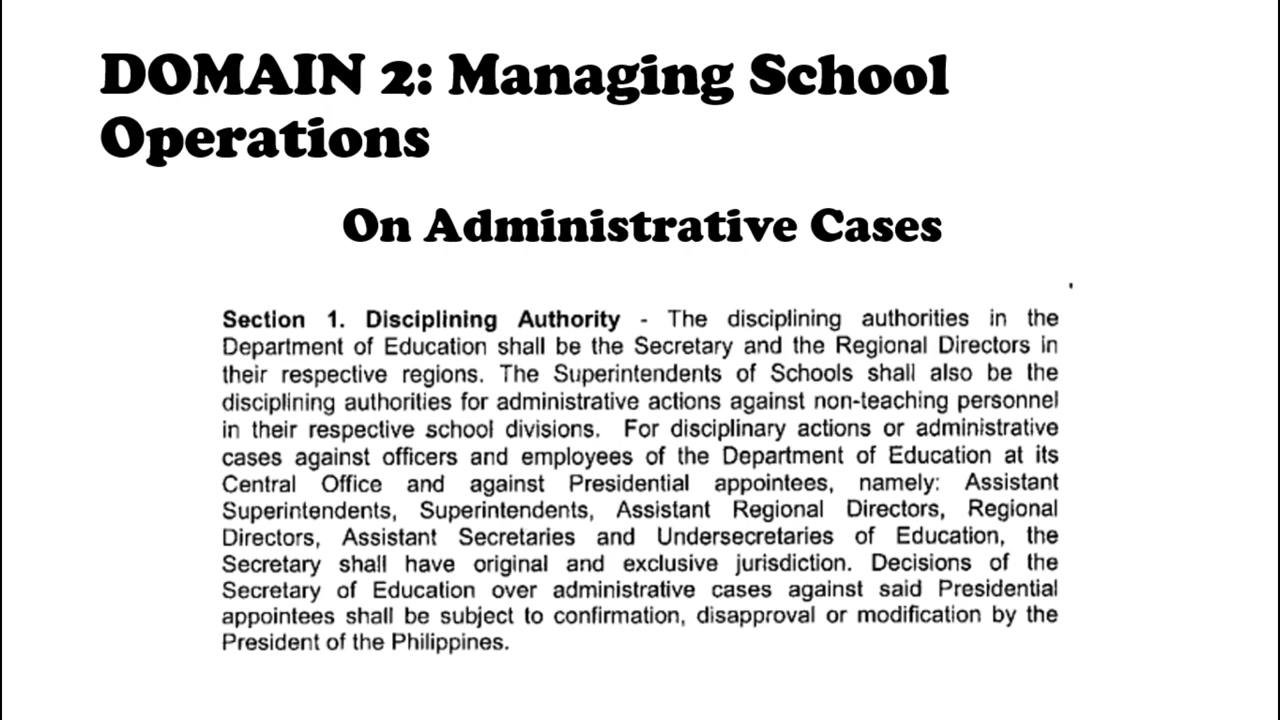 DOMAIN 2: Managing School
Operations
On Administrative Cases
Section 1. Disciplining Authority - The disciplining authorities in the
Department of Education shall be the Secretary and the Regional Directors in
their respective regions. The Superintendents of Schools shall also be the
disciplining authorities for administrative actions against non-teaching personnel
in their respective school divisions. For disciplinary actions or administrative
cases against officers and employees of the Department of Education at its
Central Office and against Presidential appointees, namely: Assistant
Superintendents, Superintendents, Assistant Regional Directors, Regional
Directors, Assistant Secretaries and Undersecretaries of Education, the
Secretary shall have original and exclusive jurisdiction. Decisions of the
Secretary of Education over administrative cases against said Presidential
appointees shall be subject to confirmation, disapproval or modification by the
President of the Philippines.